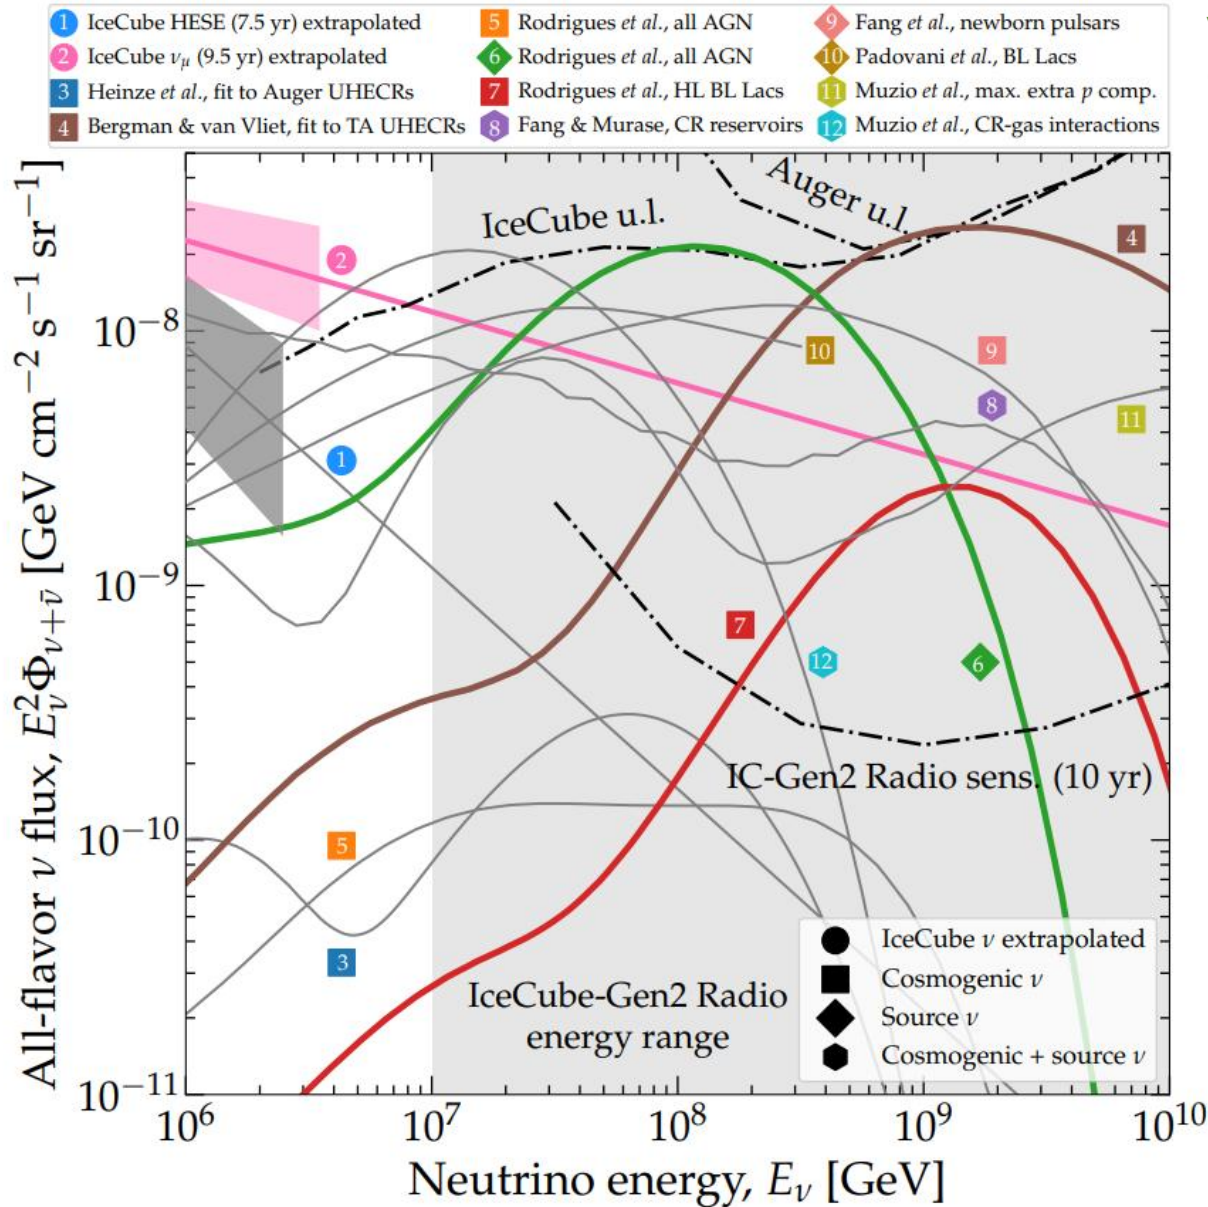 1 IceCube HESE (7.5 yr) extrapolated
2 IceCube νμ (9.5 yr) extrapolated
3 Heinze et al., fit to Auger UHECRs
4 Bergman & van Vliet, fit to TA UHECRs
5 Rodrigues et al., all AGN
6 Rodrigues et al., all AGN
7 Rodrigues et al., HL BL Lacs
8 Fang & Murase, CR reservoirs
9 Fang et al., newborn pulsars
10 Padovani et al., BL Lacs
11 Muzio et al., max. extra p comp.
12 Muzio et al., CR-gas interactions
All-flavor ν flux, E_ν^2Φ_{ν+ν̄} [GeV cm⁻² s⁻¹ sr⁻¹]
10⁻⁸
10⁻⁹
10⁻¹⁰
10⁻¹¹
IceCube u.l.
Auger u.l.
4
2
10
9
8
11
1
7
12
6
IC-Gen2 Radio sens. (10 yr)
5
3
IceCube-Gen2 Radio
energy range
IceCube ν extrapolated
Cosmogenic ν
Source ν
Cosmogenic + source ν
10⁶
10⁷
10⁸
10⁹
10¹⁰
Neutrino energy, E_ν [GeV]